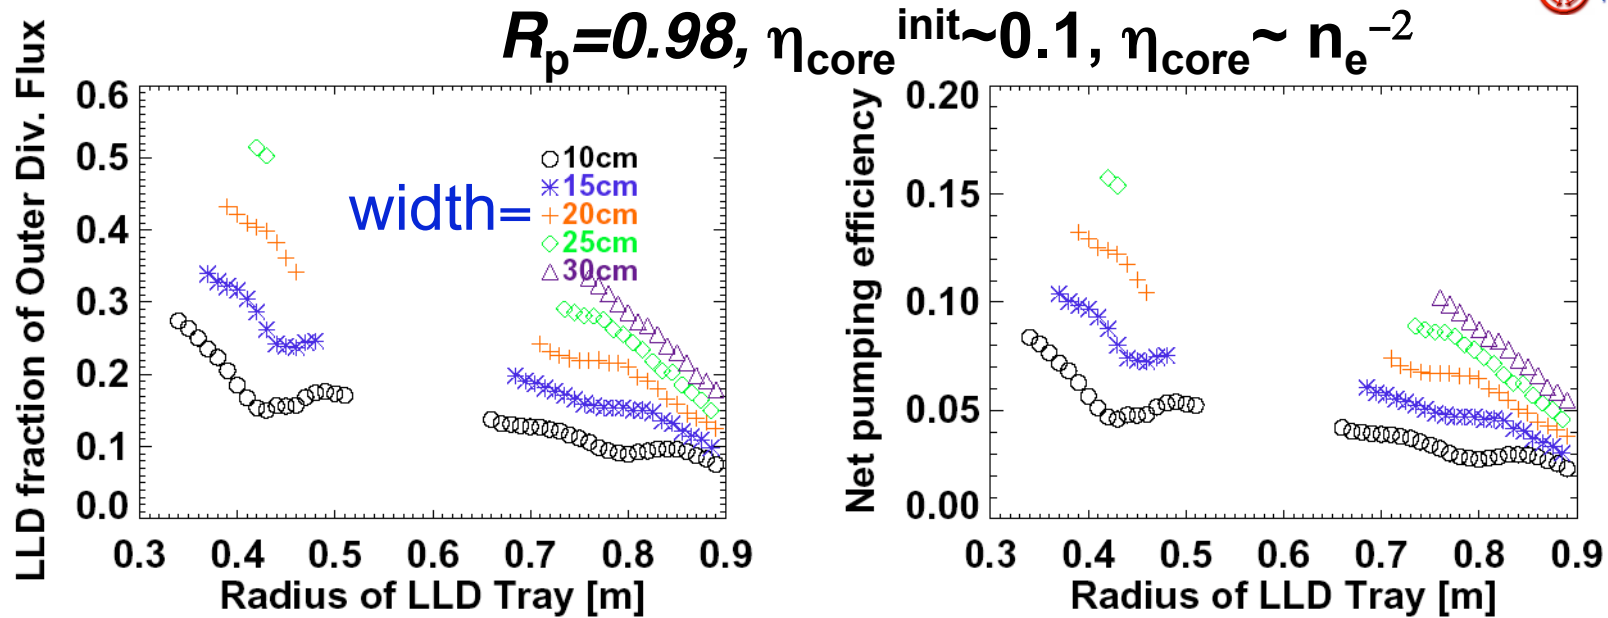 Rp=0.98, ηcore^init~0.1, ηcore~ ne^−2
LLD fraction of Outer Div. Flux
0.6
0.5
0.4
0.3
0.2
0.1
0.0
0.3 0.4 0.5 0.6 0.7 0.8 0.9
Radius of LLD Tray [m]
width=
10cm
15cm
20cm
25cm
30cm
Net pumping efficiency
0.20
0.15
0.10
0.05
0.00
0.3 0.4 0.5 0.6 0.7 0.8 0.9
Radius of LLD Tray [m]